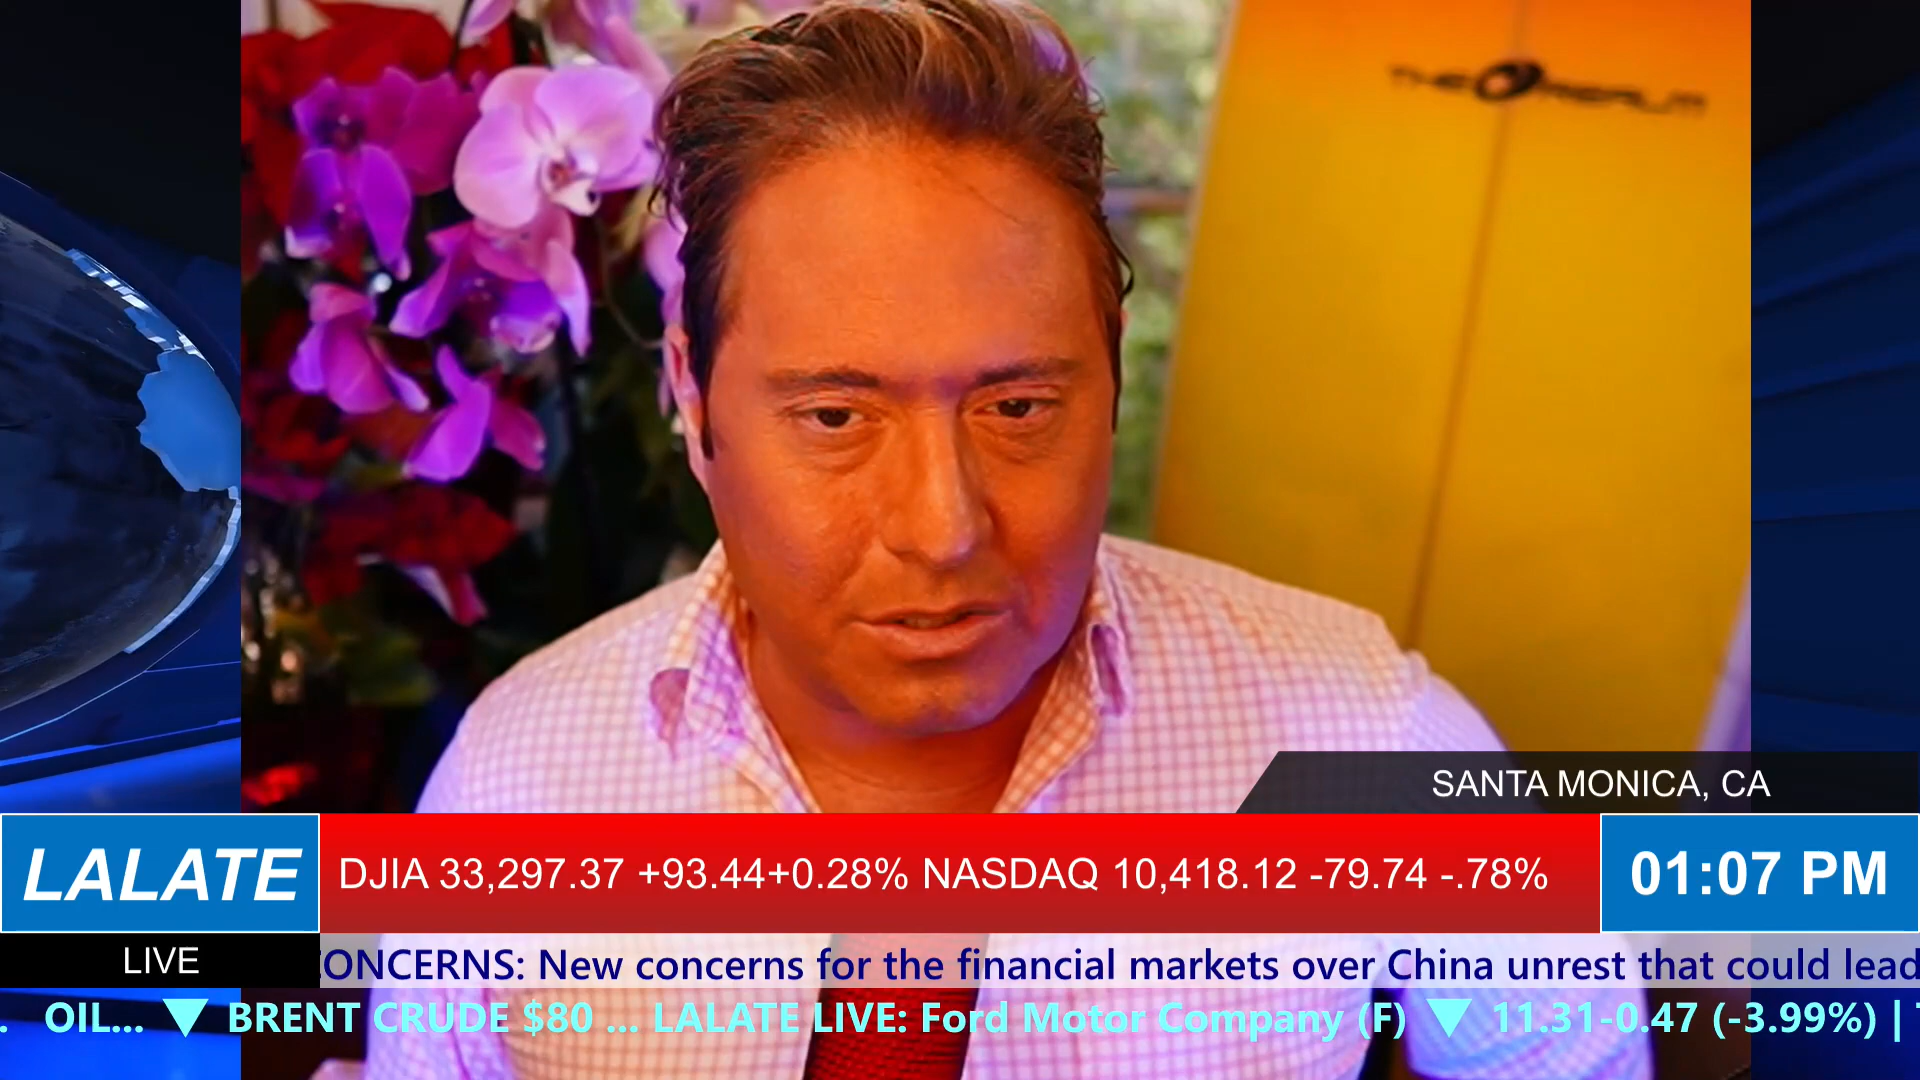 THE REALM
SANTA MONICA, CA
LALATE
DJIA 33,297.37 +93.44+0.28% NASDAQ 10,418.12 -79.74 -.78%
01:07 PM
LIVE
ONCERNS: New concerns for the financial markets over China unrest that could lead
. OIL... ▼ BRENT CRUDE $80 ... LALATE LIVE: Ford Motor Company (F) ▼ 11.31-0.47 (-3.99%) |